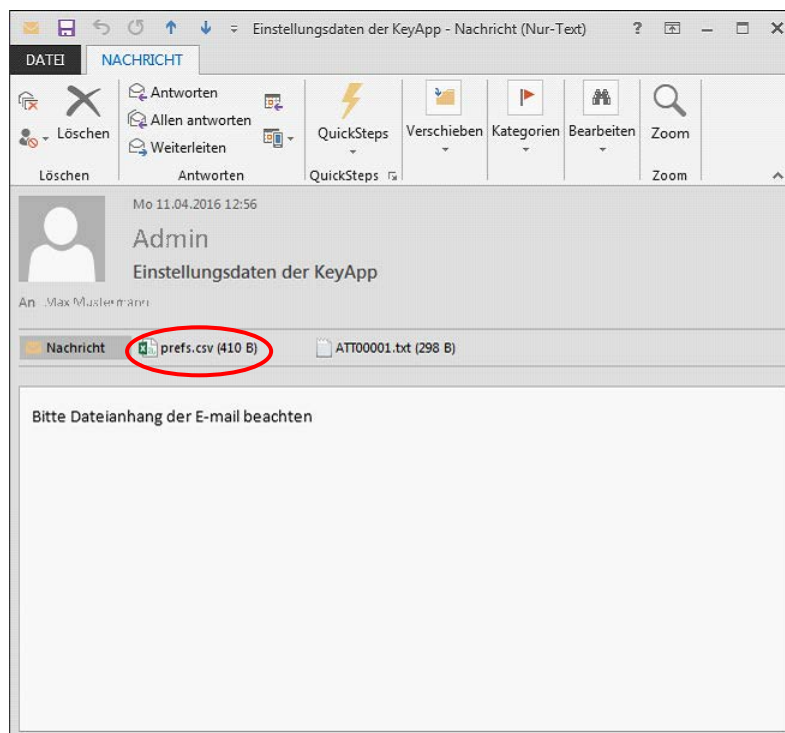 Einstellungsdaten der KeyApp - Nachricht (Nur-Text) ?
DATEI NACHRICHT
Löschen
Antworten
Allen antworten
Weiterleiten
QuickSteps
Verschieben
Kategorien
Bearbeiten
Zoom
Löschen Antworten QuickSteps Zoom
Mo 11.04.2016 12:56
Admin
Einstellungsdaten der KeyApp
An Max Mustermann
Nachricht prefs.csv (410 B) ATT00001.txt (298 B)
Bitte Dateianhang der E-mail beachten